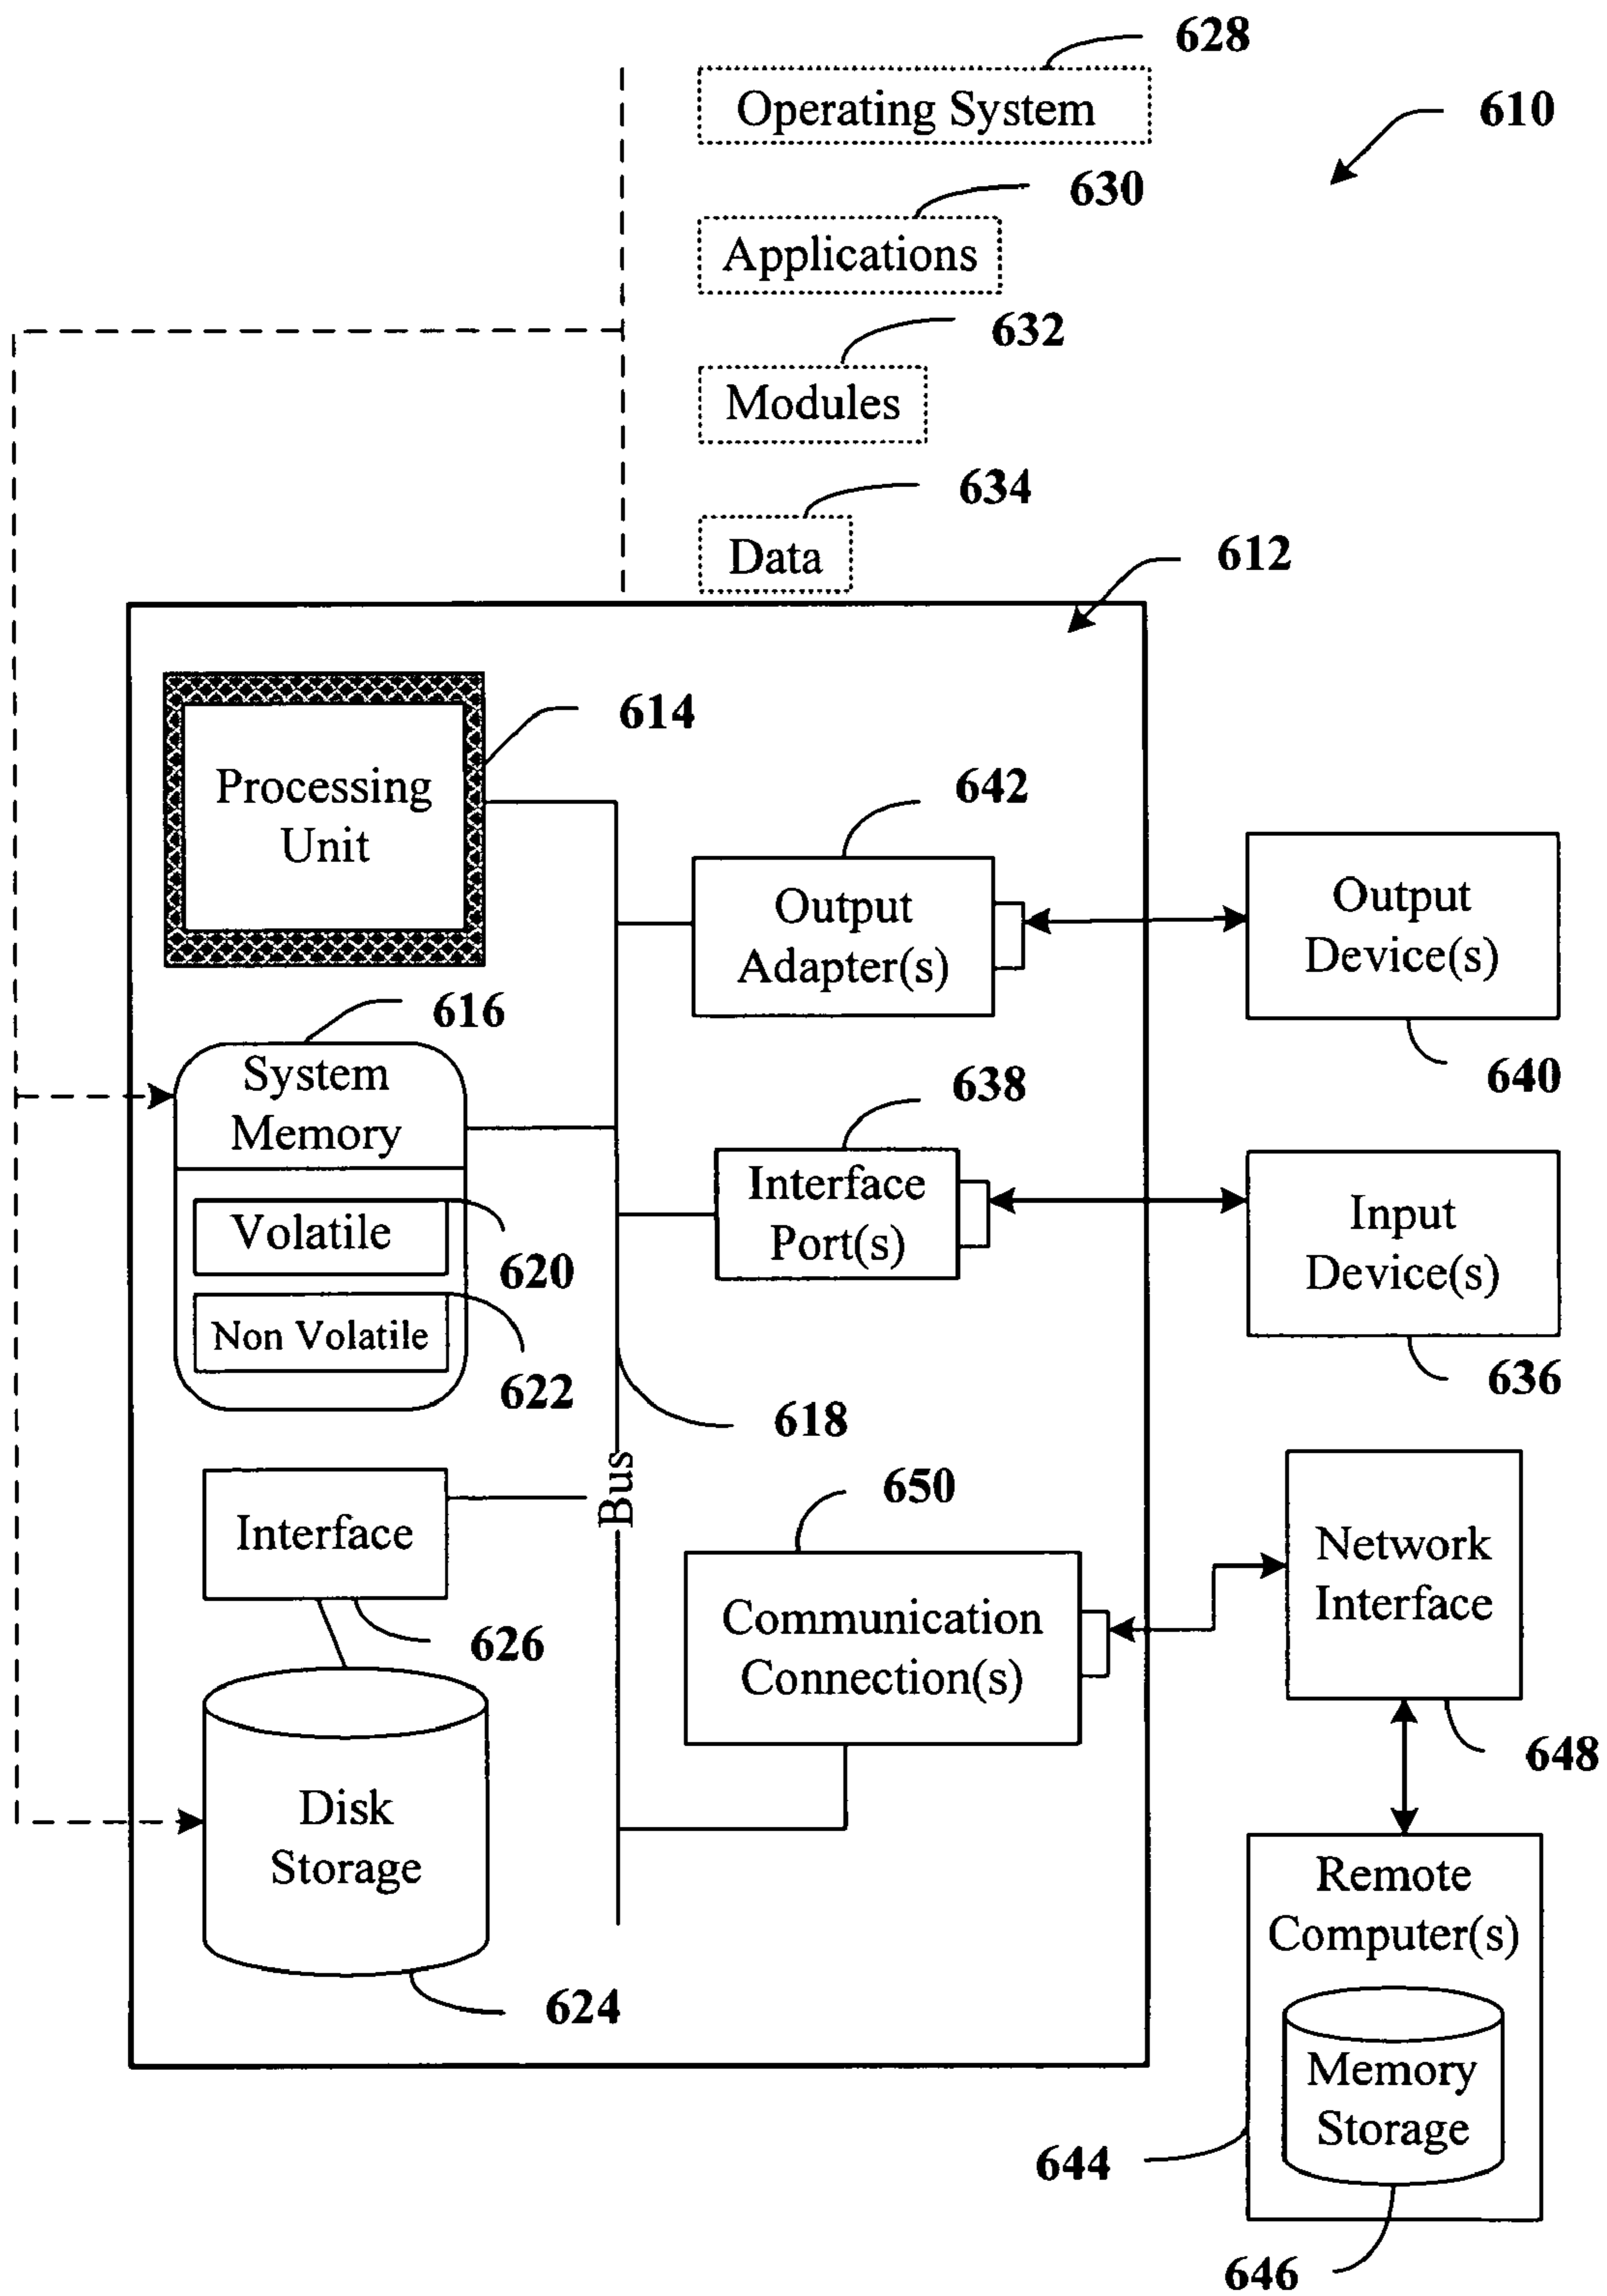 628
Operating System
610
630
Applications
632
Modules
634
Data
612
614
Processing
Unit
642
Output
Adapter(s)
Output
Device(s)
640
616
System
Memory
638
Interface
Port(s)
Input
Device(s)
636
Volatile
620
Non Volatile
622
618
Bus
650
Interface
626
Communication
Connection(s)
Network
Interface
648
Disk
Storage
624
Remote
Computer(s)
Memory
Storage
644
646